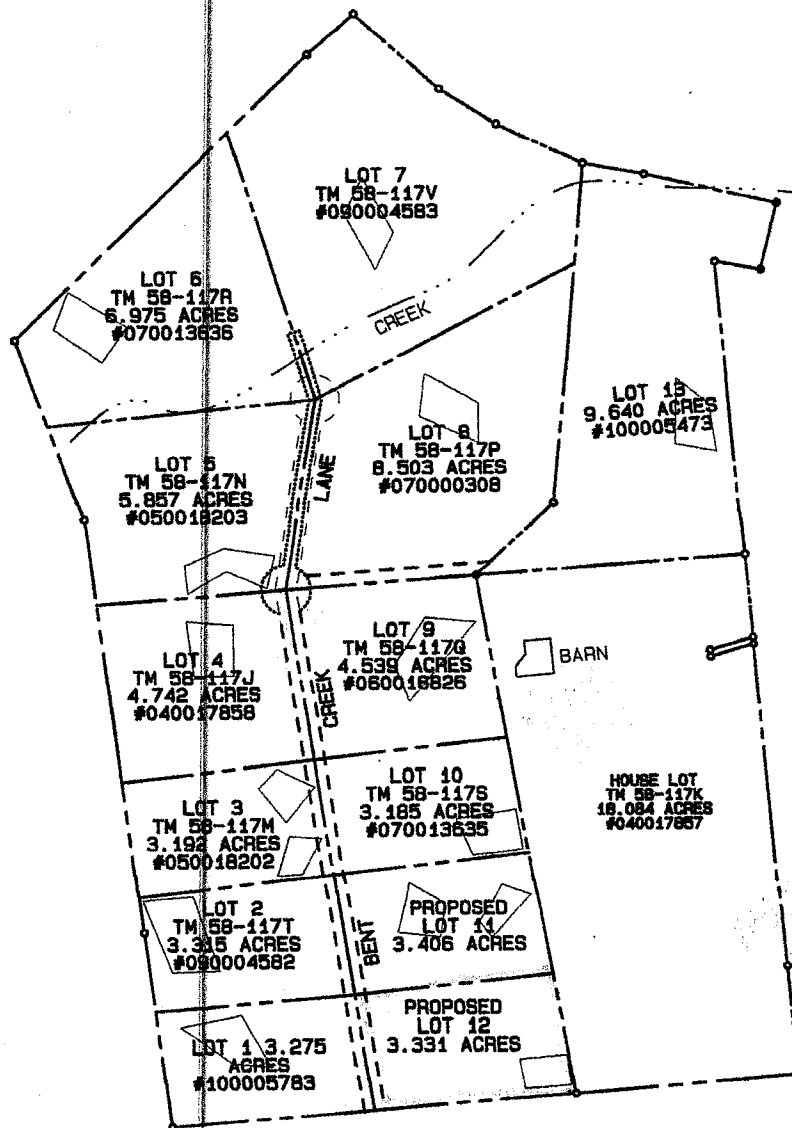 LOT 7
TM 58-117V
#090004583
LOT 6
TM 58-117R
6.975 ACRES
#070013636
CREEK
LOT 13
9.640 ACRES
#100005473
LOT 8
TM 58-117P
8.503 ACRES
#070000308
LOT 5
TM 58-117N
5.857 ACRES
#050018203
LANE
LOT 9
TM 58-117Q
4.539 ACRES
#060016826
BARN
LOT 4
TM 58-117J
4.742 ACRES
#040017858
CREEK
LOT 10
TM 58-117S
3.185 ACRES
#070013635
HOUSE LOT
TM 58-117K
18.084 ACRES
#040017857
LOT 3
TM 58-117M
3.192 ACRES
#050018202
LOT 2
TM 58-117T
3.315 ACRES
#090004582
PROPOSED
LOT 11
3.406 ACRES
BENT
PROPOSED
LOT 12
3.331 ACRES
LOT 1 3.275
ACRES
#100005783